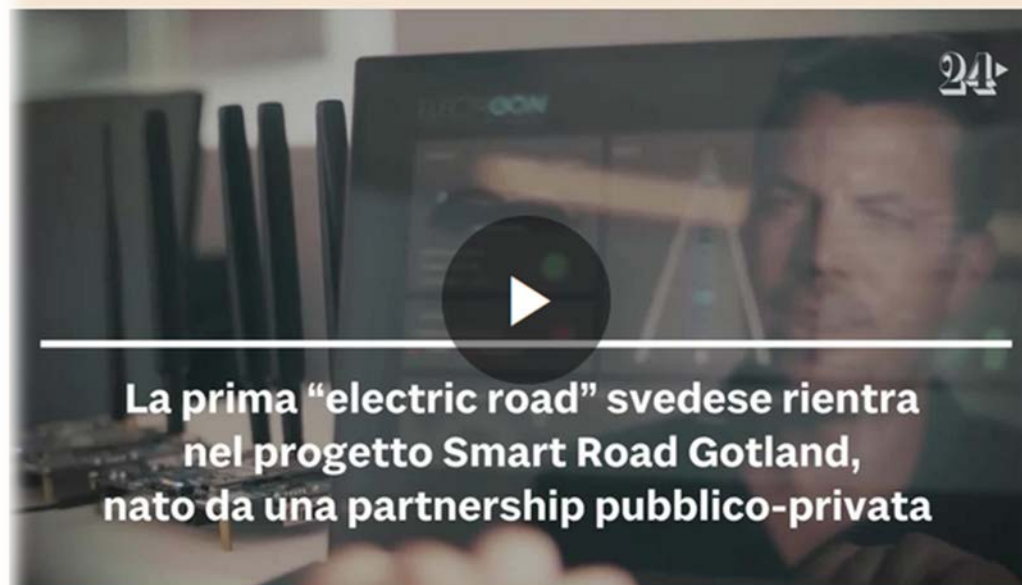 24
La prima “electric road” svedese rientra
nel progetto Smart Road Gotland,
nato da una partnership pubblico-privata